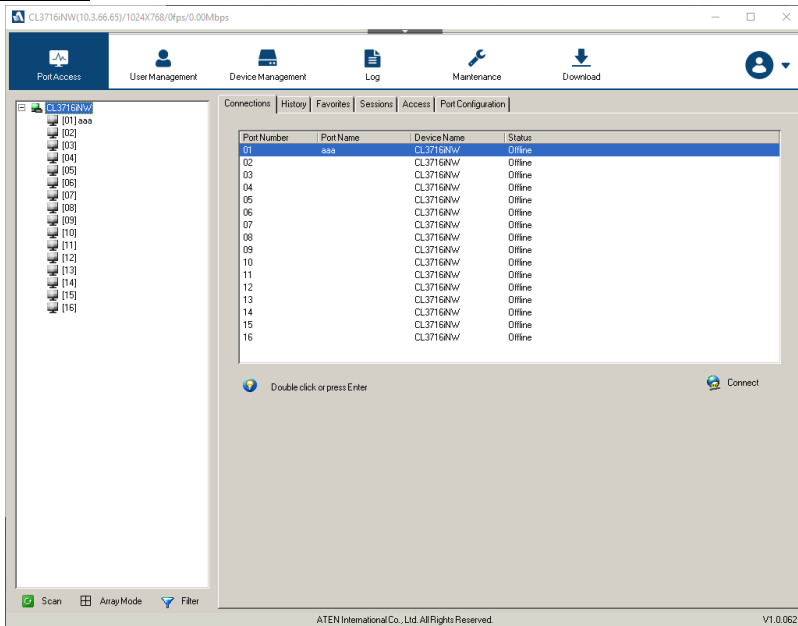 CL3716iNW(10.3.66.65)/1024X768/0fps/0.00Mbps
PortAccess User Management Device Management Log Maintenance Download
CL3716iNW
[01] aaa
[02]
[03]
[04]
[05]
[06]
[07]
[08]
[09]
[10]
[11]
[12]
[13]
[14]
[15]
[16]
Connections History Favorites Sessions Access Port Configuration
Port Number Port Name Device Name Status
01 aaa CL3716iNW Offline
02 CL3716iNW Offline
03 CL3716iNW Offline
04 CL3716iNW Offline
05 CL3716iNW Offline
06 CL3716iNW Offline
07 CL3716iNW Offline
08 CL3716iNW Offline
09 CL3716iNW Offline
10 CL3716iNW Offline
11 CL3716iNW Offline
12 CL3716iNW Offline
13 CL3716iNW Offline
14 CL3716iNW Offline
15 CL3716iNW Offline
16 CL3716iNW Offline
Double click or press Enter
Connect
Scan Array Mode Filter
ATEN International Co., Ltd. All Rights Reserved.
V1.0.062